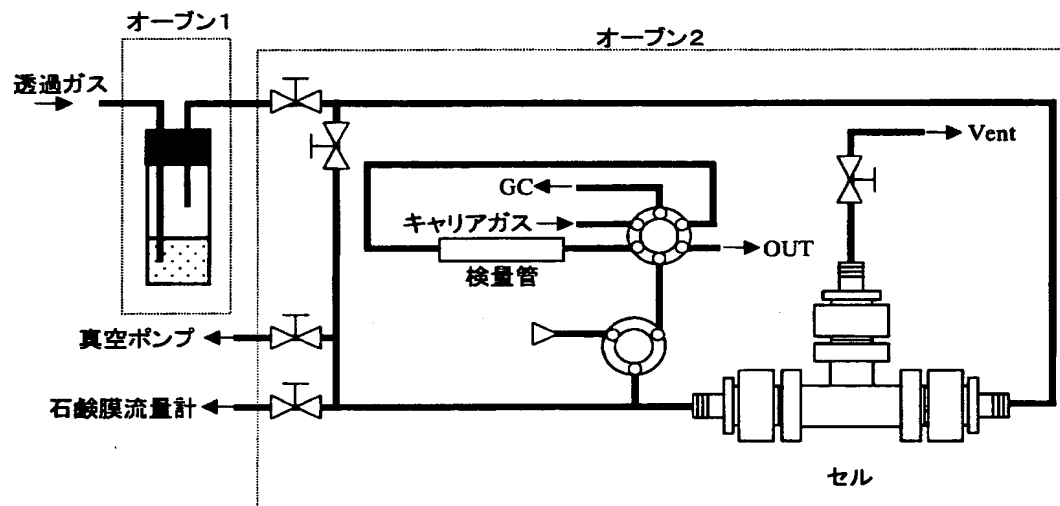 オーブン1
オーブン2
透過ガス
Vent
GC
キャリアガス
OUT
検量管
真空ポンプ
石鹸膜流量計
セル